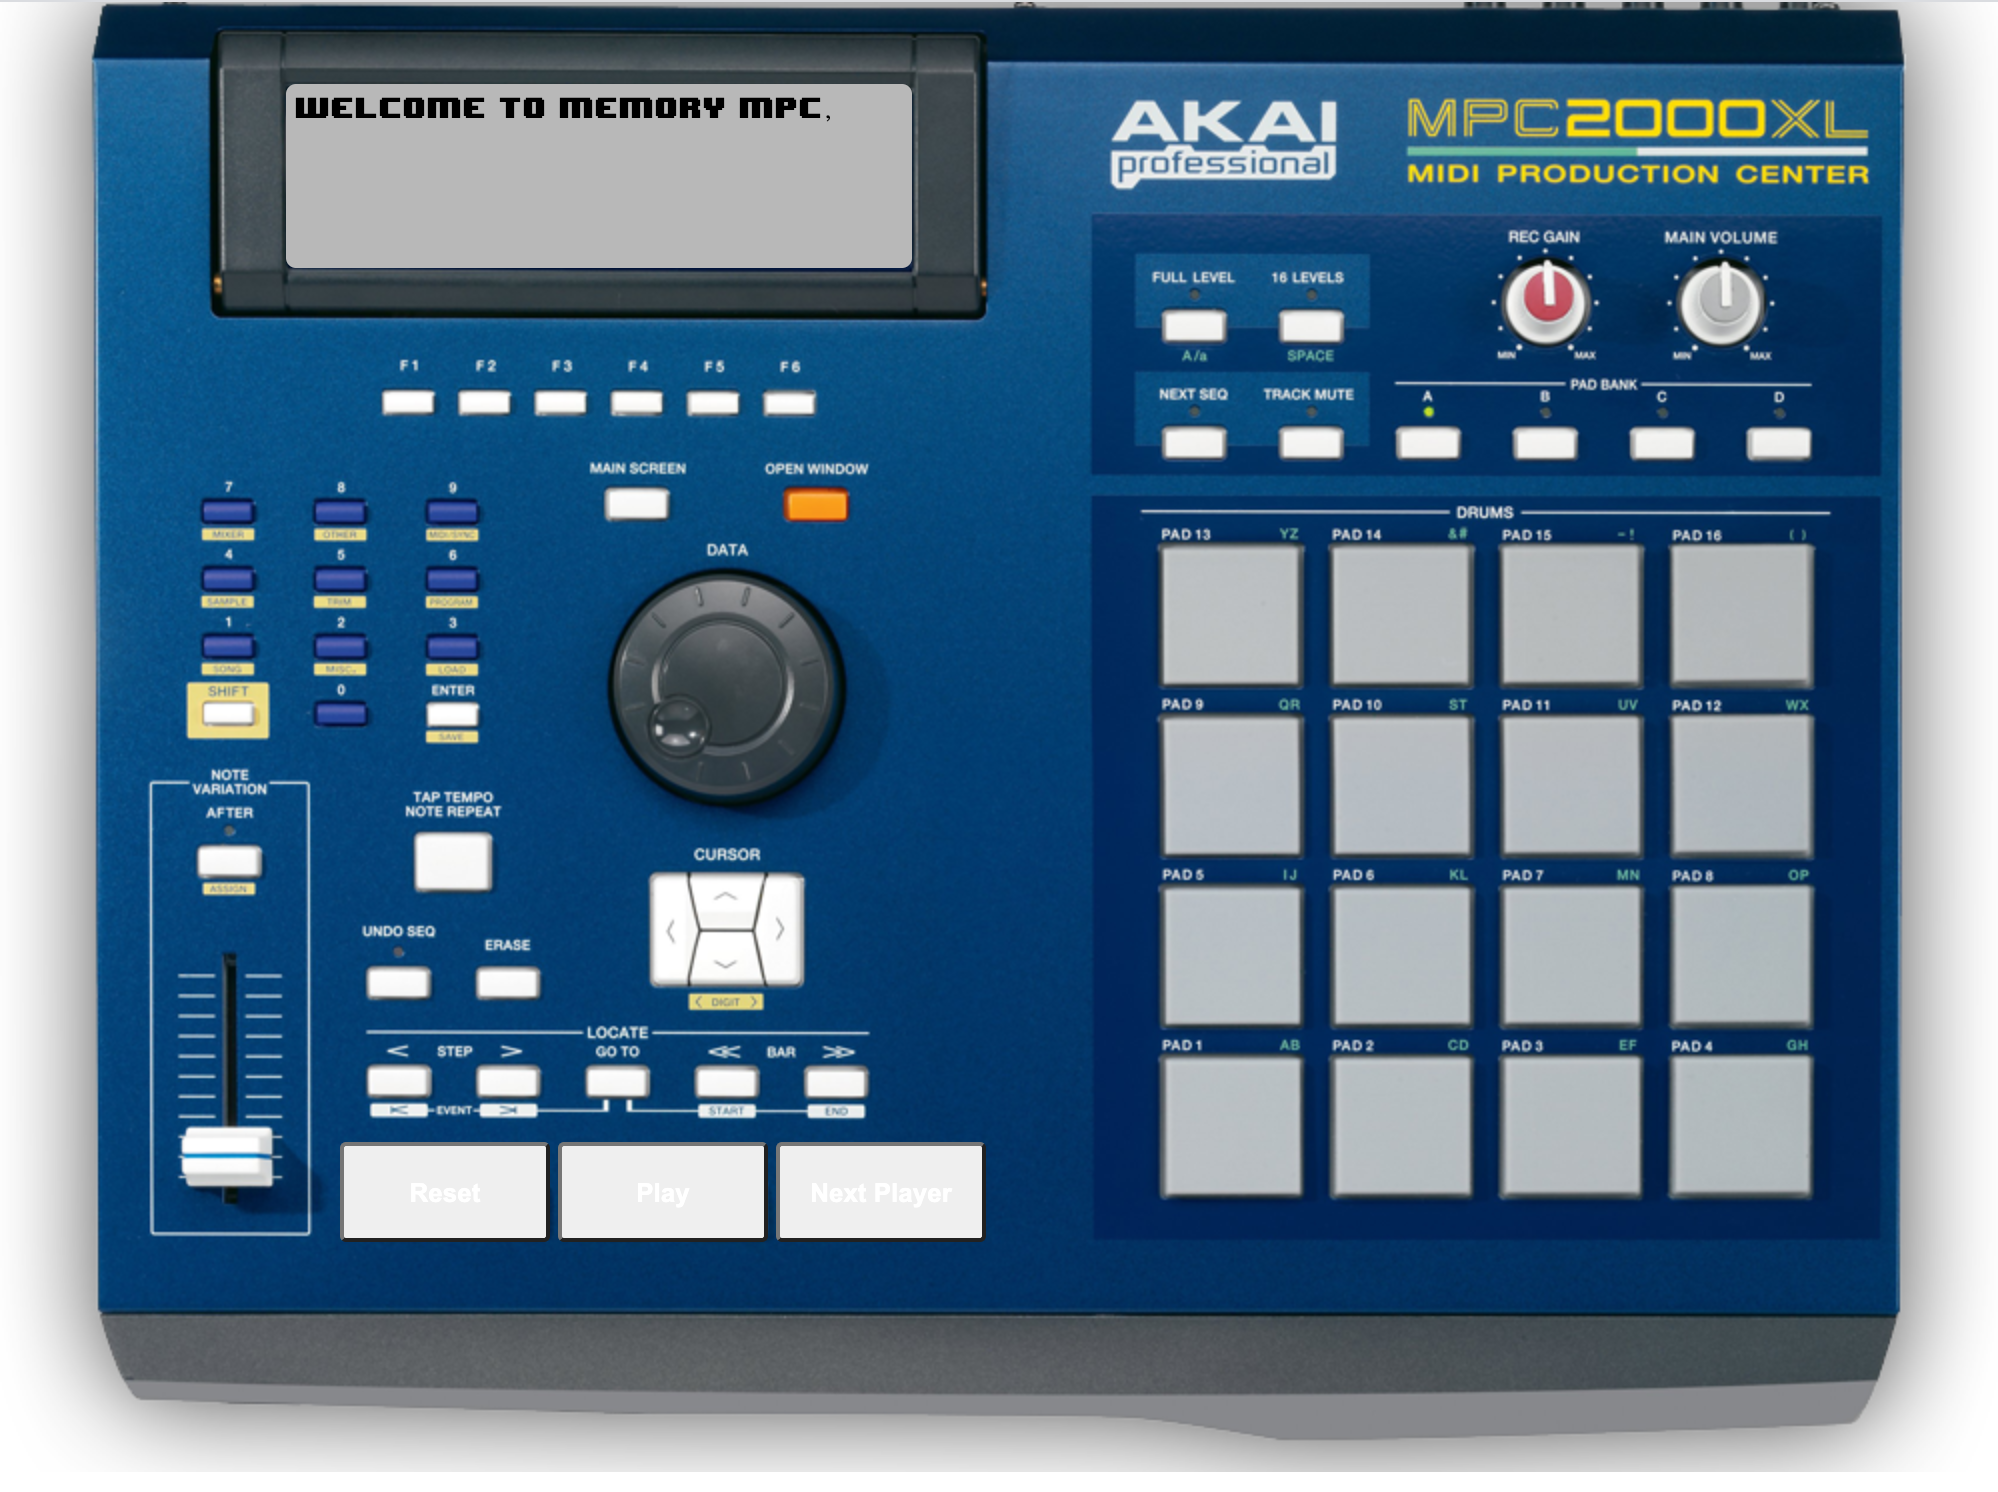 WELCOME TO MEMORY MPC,
AKAI
professional
MPC2000XL
MIDI PRODUCTION CENTER
REC GAIN
MAIN VOLUME
MIN MAX
MIN MAX
FULL LEVEL
16 LEVELS
A/a
SPACE
NEXT SEQ
TRACK MUTE
PAD BANK
A B C D
F1 F2 F3 F4 F5 F6
MAIN SCREEN
OPEN WINDOW
7 8 9
MIXER OTHER MIDI/SYNC
4 5 6
SAMPLE TRIM PROGRAM
1 2 3
SONG MISC. LOAD
SHIFT 0 ENTER
SAVE
DATA
NOTE
VARIATION
AFTER
ASSIGN
TAP TEMPO
NOTE REPEAT
CURSOR
< DIGIT >
UNDO SEQ
ERASE
LOCATE
< STEP >
GO TO
≪ BAR ≫
EVENT
START
END
Reset
Play
Next Player
DRUMS
PAD 13 YZ
PAD 14 &#
PAD 15 -!
PAD 16 ( )
PAD 9 QR
PAD 10 ST
PAD 11 UV
PAD 12 WX
PAD 5 IJ
PAD 6 KL
PAD 7 MN
PAD 8 OP
PAD 1 AB
PAD 2 CD
PAD 3 EF
PAD 4 GH